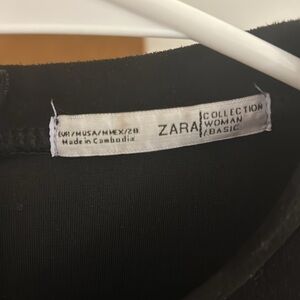 EUR/M USA/M MEX/28
Made in Cambodia
ZARA
COLLECTION
WOMAN
/BASIC